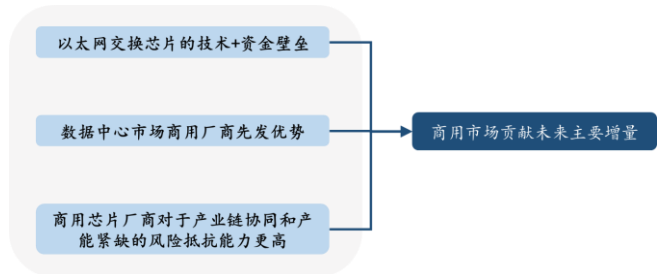 以太网交换芯片的技术+资金壁垒
数据中心市场商用厂商先发优势
商用市场贡献未来主要增量
商用芯片厂商对于产业链协同和产
能紧缺的风险抵抗能力更高